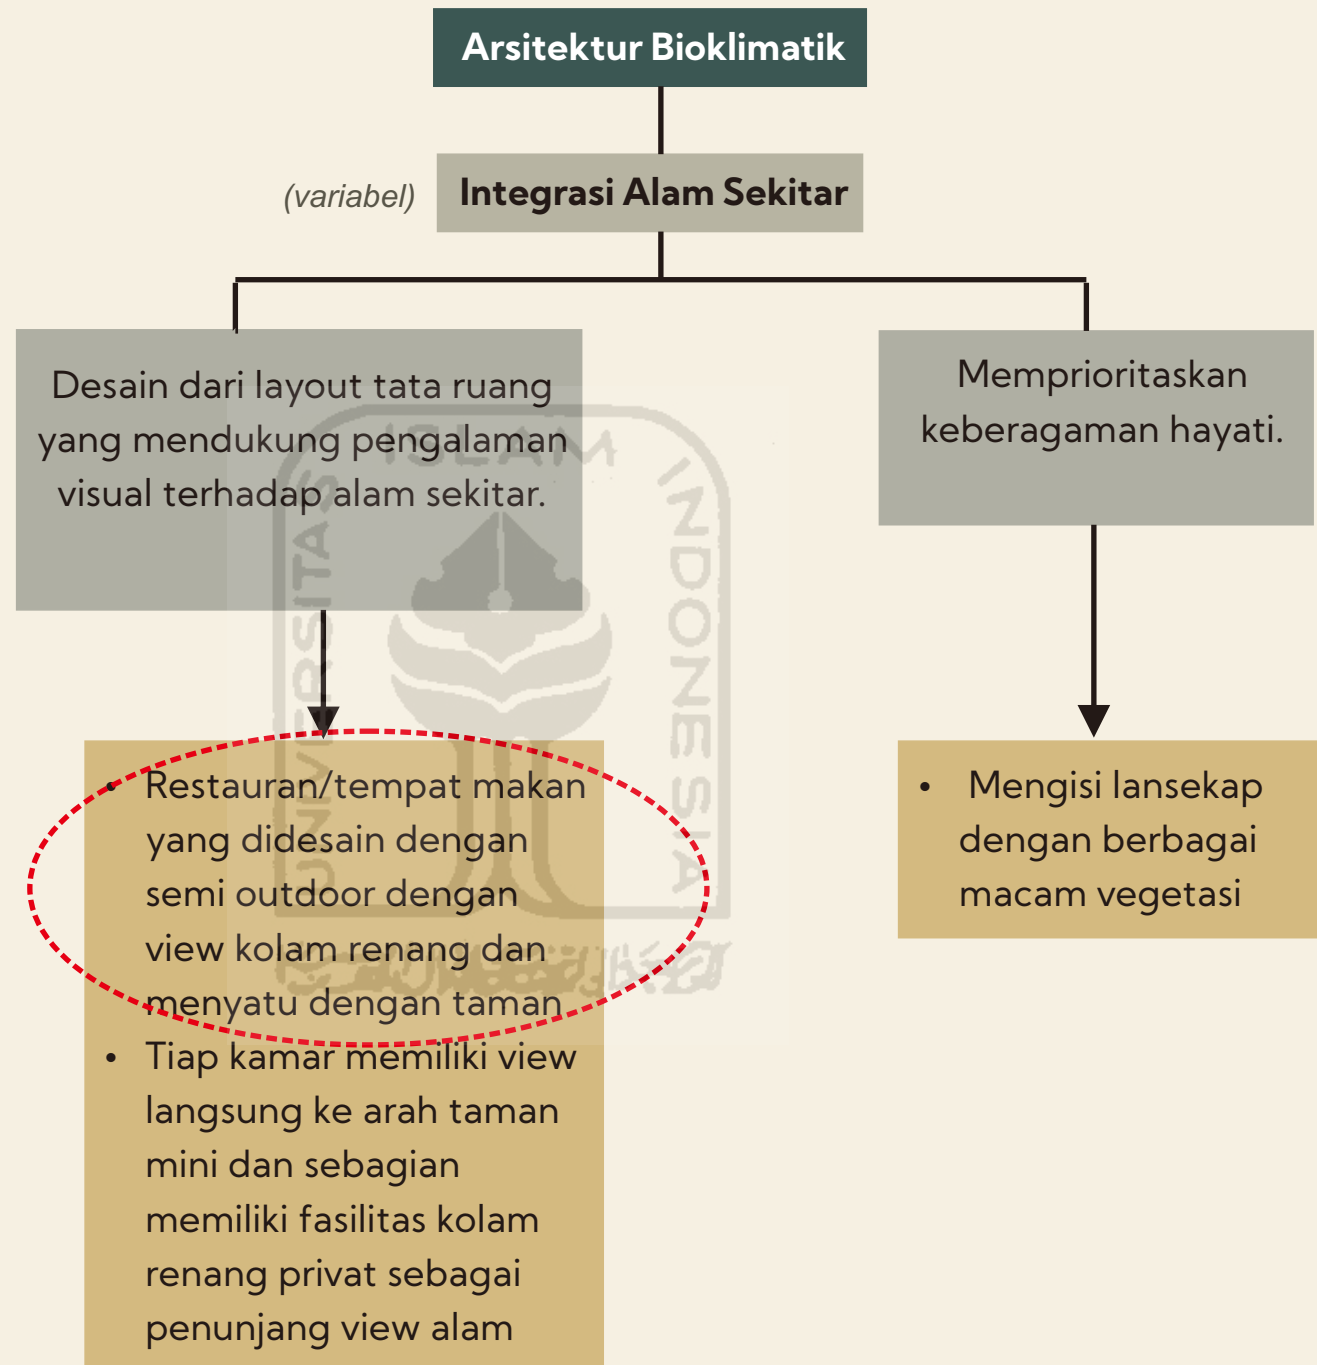 Arsitektur Bioklimatik
(variabel)
Integrasi Alam Sekitar
Desain dari layout tata ruang
yang mendukung pengalaman
visual terhadap alam sekitar.
Memprioritaskan
keberagaman hayati.
• Restauran/tempat makan
yang didesain dengan
semi outdoor dengan
view kolam renang dan
menyatu dengan taman
• Tiap kamar memiliki view
langsung ke arah taman
mini dan sebagian
memiliki fasilitas kolam
renang privat sebagai
penunjang view alam
• Mengisi lansekap
dengan berbagai
macam vegetasi
UNIVERSITAS
ISLAM
INDONESIA